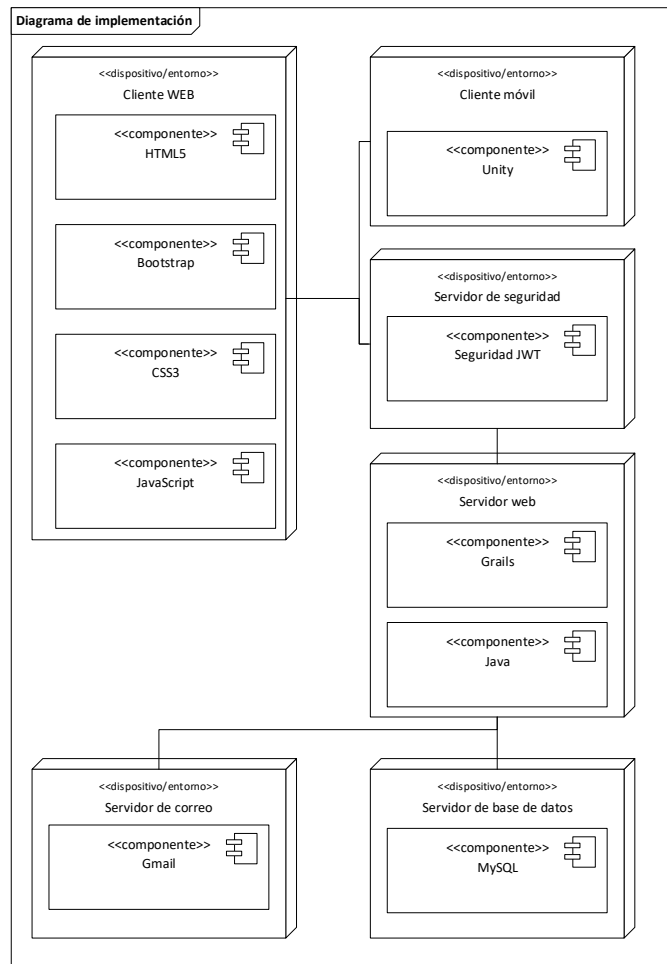 Diagrama de implementación
<<dispositivo/entorno>>
Cliente WEB
<<componente>>
HTML5
<<componente>>
Bootstrap
<<componente>>
CSS3
<<componente>>
JavaScript
<<dispositivo/entorno>>
Cliente móvil
<<componente>>
Unity
<<dispositivo/entorno>>
Servidor de seguridad
<<componente>>
Seguridad JWT
<<dispositivo/entorno>>
Servidor web
<<componente>>
Grails
<<componente>>
Java
<<dispositivo/entorno>>
Servidor de correo
<<componente>>
Gmail
<<dispositivo/entorno>>
Servidor de base de datos
<<componente>>
MySQL